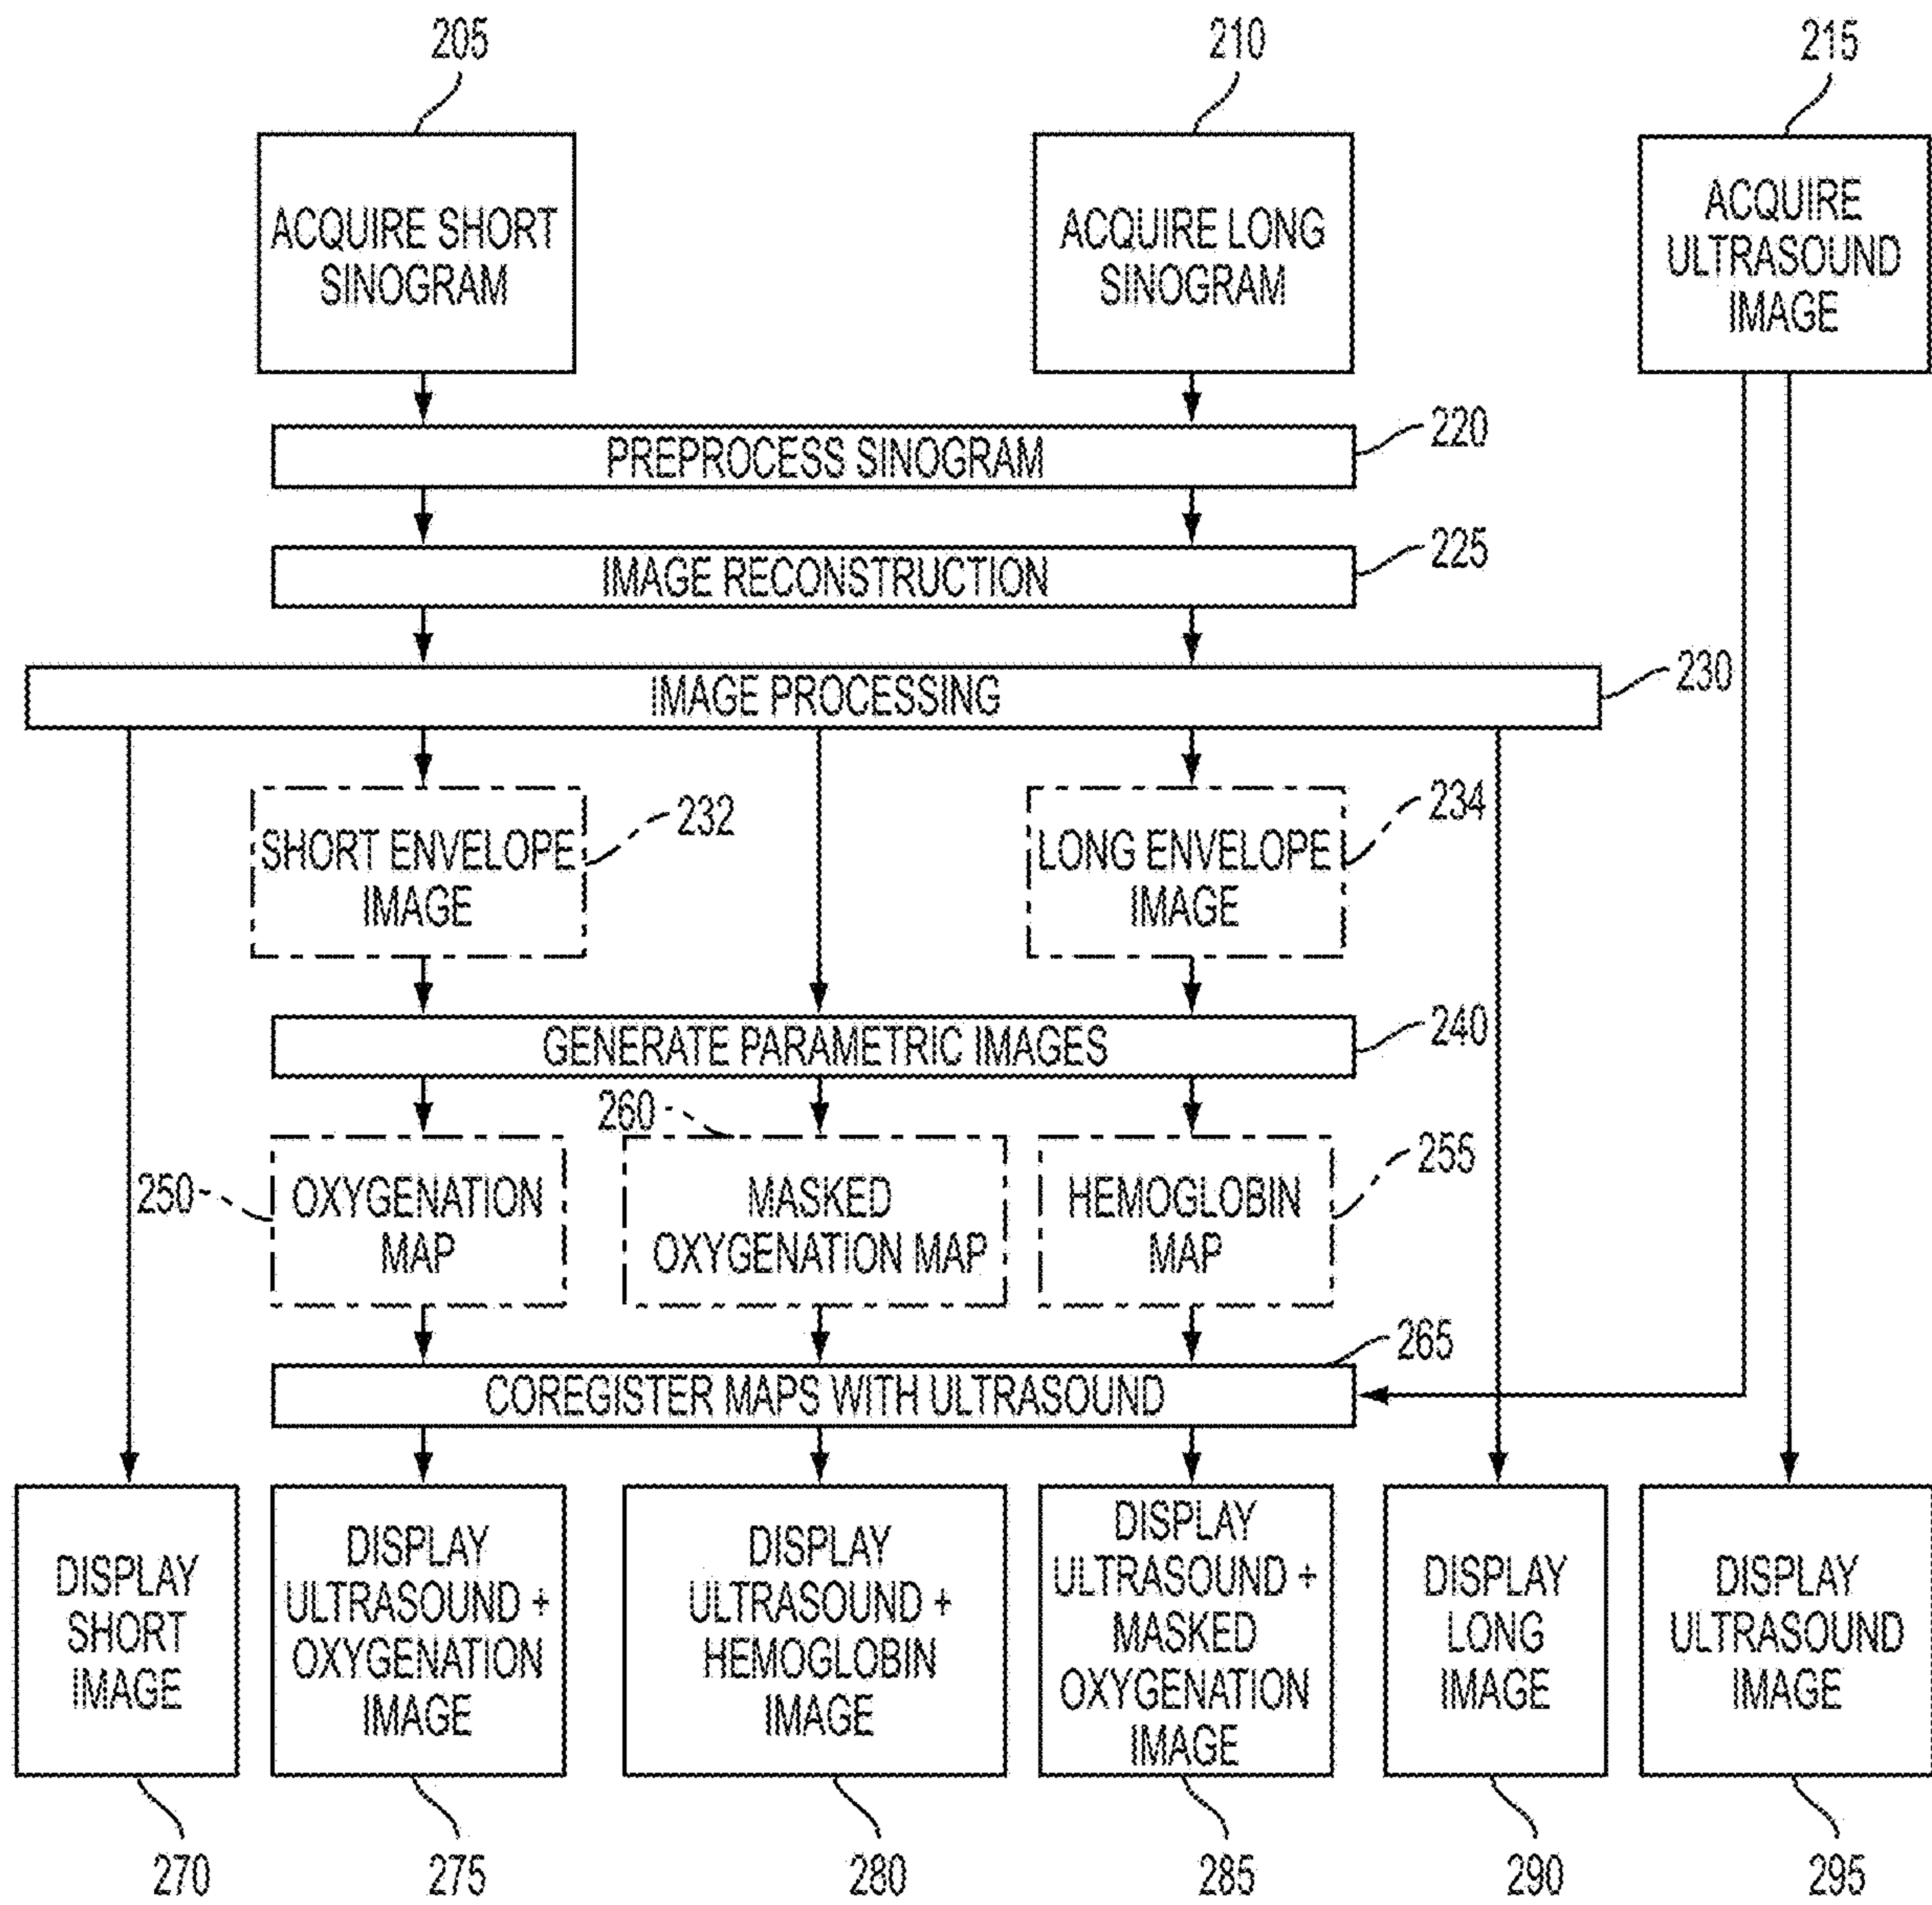 205
210
215
ACQUIRE SHORT
SINOGRAM
ACQUIRE LONG
SINOGRAM
ACQUIRE
ULTRASOUND
IMAGE
PREPROCESS SINOGRAM
220
IMAGE RECONSTRUCTION
225
IMAGE PROCESSING
230
SHORT ENVELOPE
IMAGE
232
LONG ENVELOPE
IMAGE
234
GENERATE PARAMETRIC IMAGES
240
250
OXYGENATION
MAP
260
MASKED
OXYGENATION MAP
HEMOGLOBIN
MAP
255
265
COREGISTER MAPS WITH ULTRASOUND
DISPLAY
SHORT
IMAGE
DISPLAY
ULTRASOUND +
OXYGENATION
IMAGE
DISPLAY
ULTRASOUND +
HEMOGLOBIN
IMAGE
DISPLAY
ULTRASOUND +
MASKED
OXYGENATION
IMAGE
DISPLAY
LONG
IMAGE
DISPLAY
ULTRASOUND
IMAGE
270
275
280
285
290
295